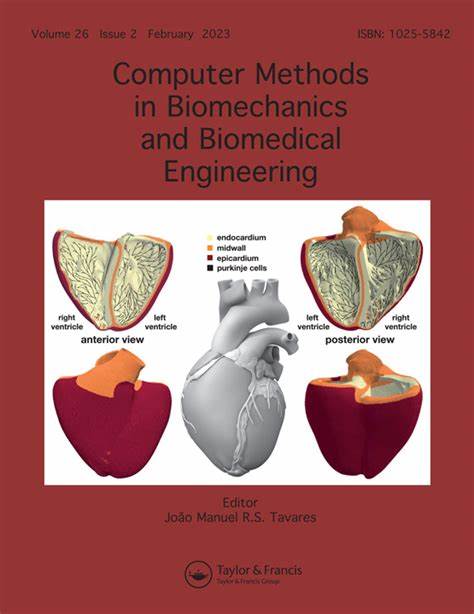 Volume 26 Issue 2 February 2023
ISBN: 1025-5842
Computer Methods
in Biomechanics
and Biomedical
Engineering
endocardium
midwall
epicardium
purkinje cells
right
ventricle
left
ventricle
anterior view
left
ventricle
right
ventricle
posterior view
Editor
João Manuel R.S. Tavares
Taylor & Francis
Taylor & Francis Group